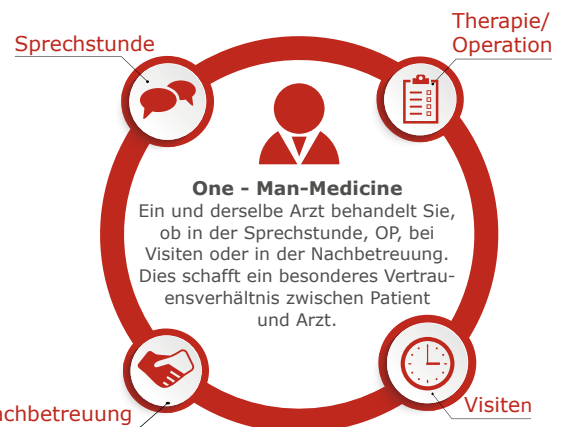 Sprechstunde
Therapie/
Operation
One - Man-Medicine
Ein und derselbe Arzt behandelt Sie,
ob in der Sprechstunde, OP, bei
Visiten oder in der Nachbetreuung.
Dies schafft ein besonderes Vertrau-
ensverhältnis zwischen Patient
und Arzt.
achbetreuung
Visiten